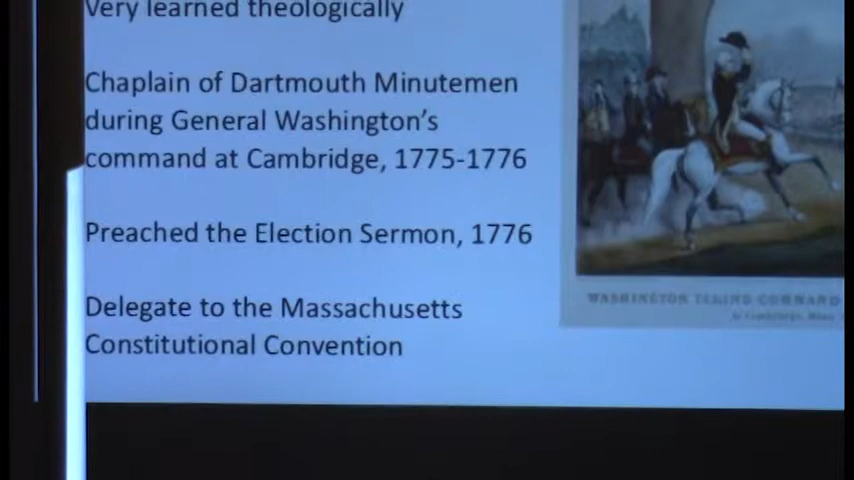 Very learned theologically
Chaplain of Dartmouth Minutemen
during General Washington's
command at Cambridge, 1775-1776
Preached the Election Sermon, 1776
Delegate to the Massachusetts
Constitutional Convention
WASHINGTON TAKING COMMAND